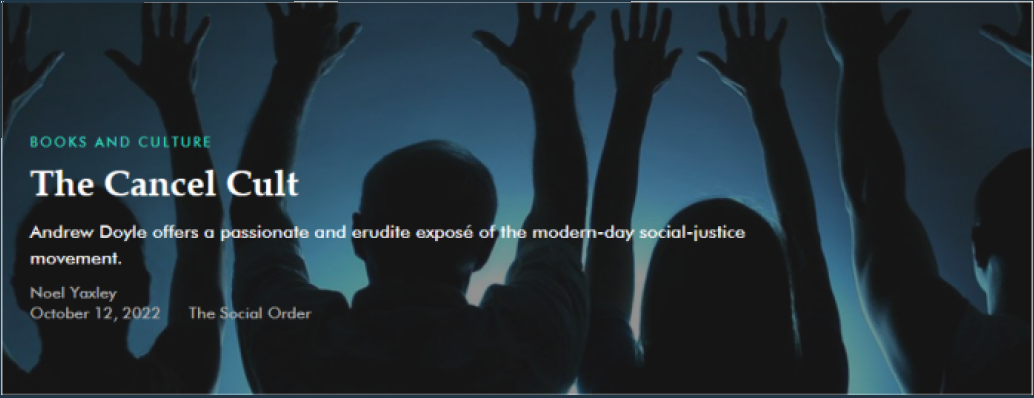 BOOKS AND CULTURE
The Cancel Cult
Andrew Doyle offers a passionate and erudite exposé of the modern-day social-justice
movement.
Noel Yaxley
October 12, 2022 The Social Order